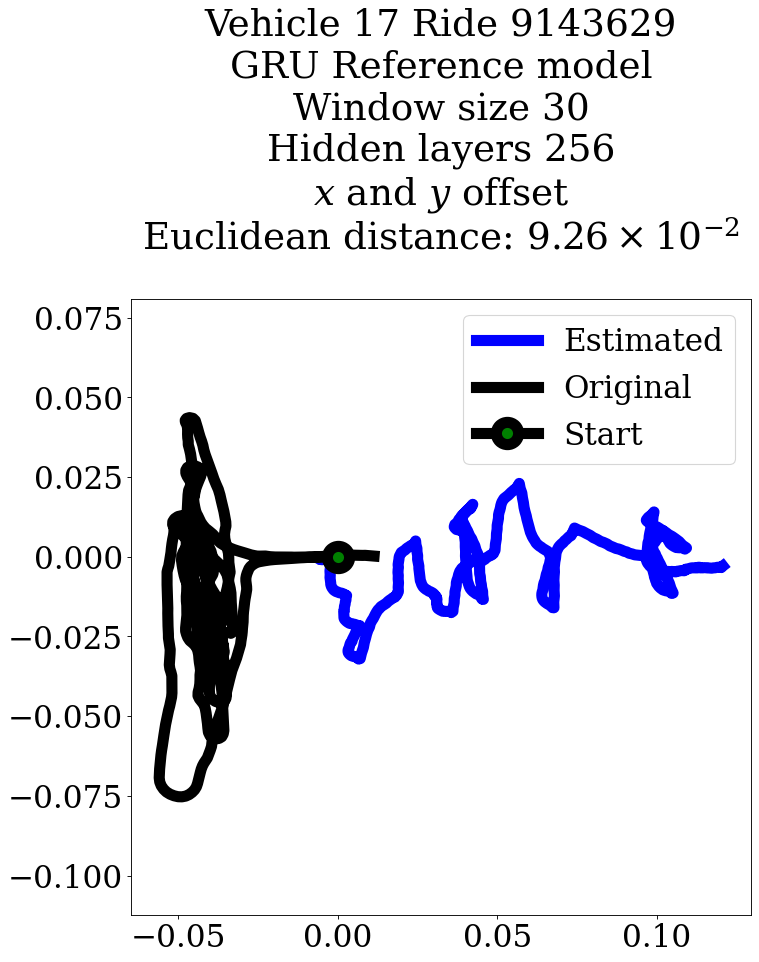 Vehicle 17 Ride 9143629
GRU Reference model
Window size 30
Hidden layers 256
x and y offset
Euclidean distance: 9.26 × 10⁻²
Estimated
Original
Start
0.075
0.050
0.025
0.000
−0.025
−0.050
−0.075
−0.100
−0.05 0.00 0.05 0.10